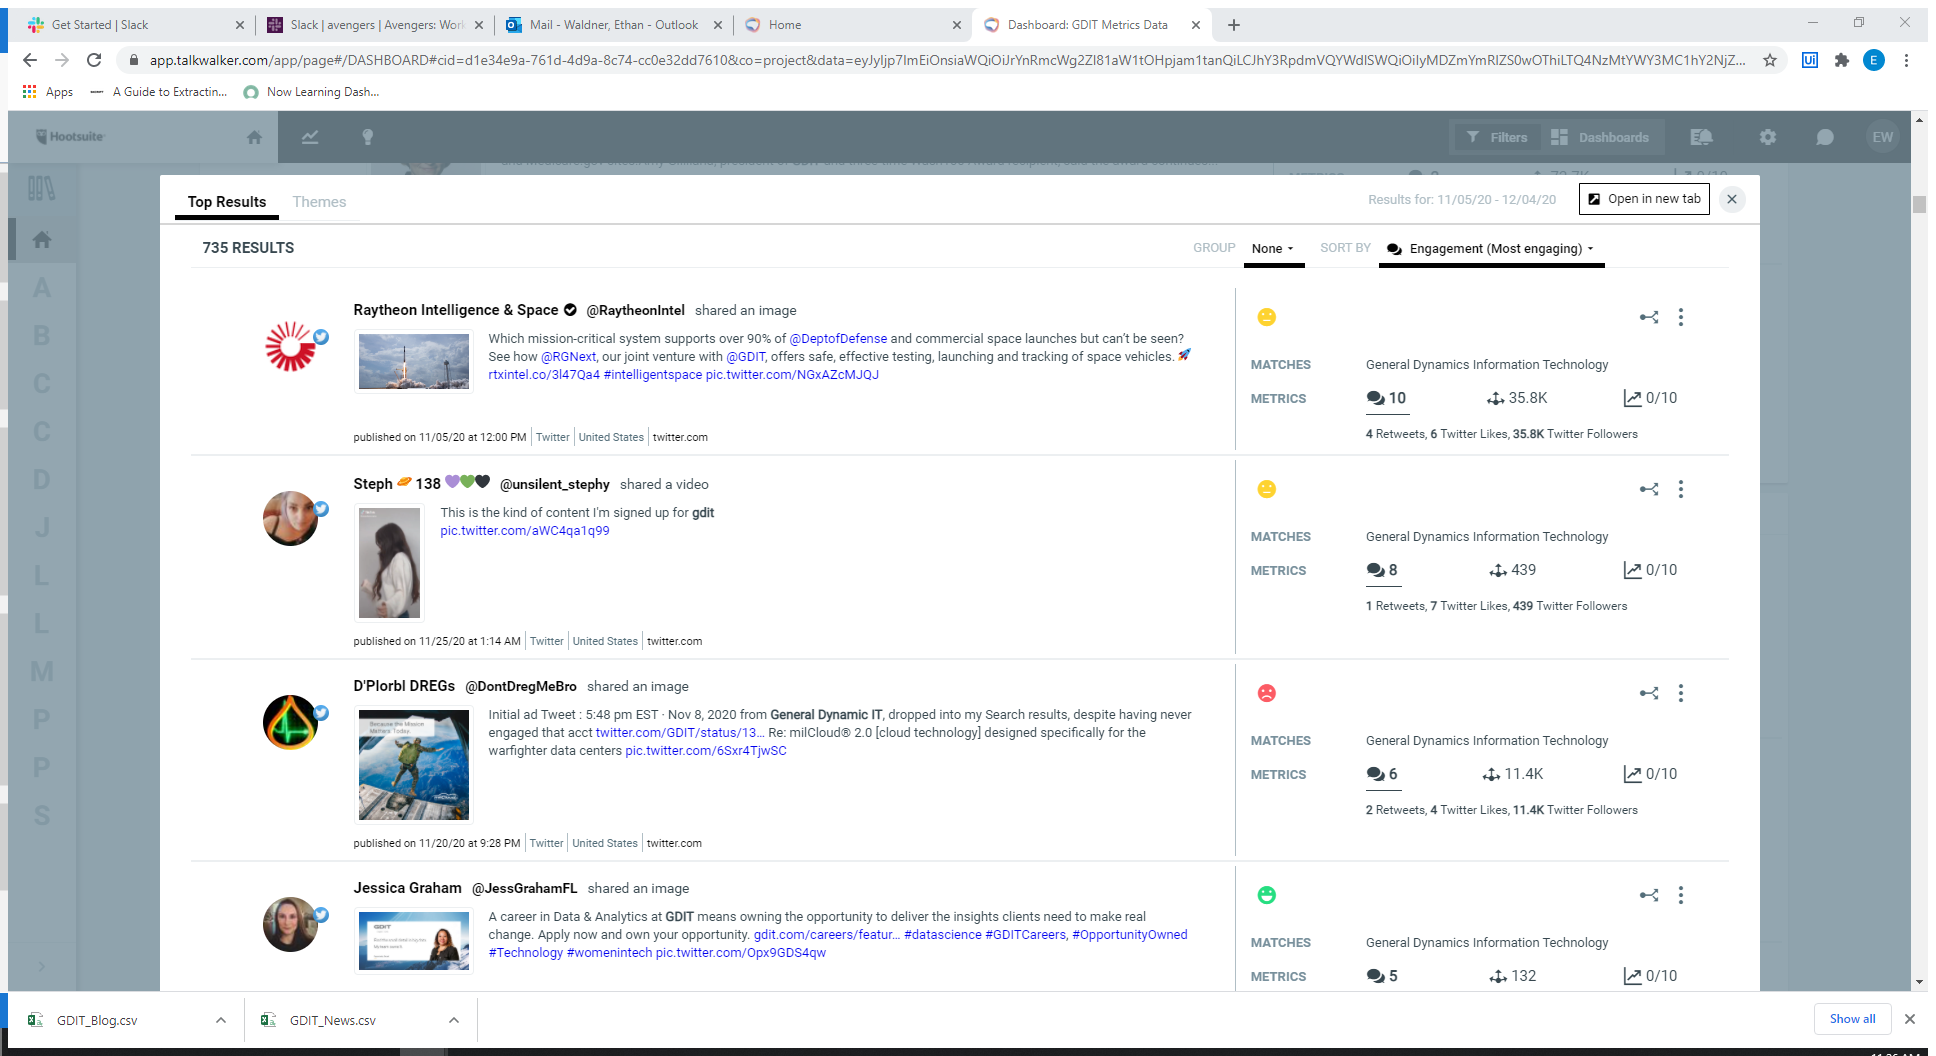 Get Started | Slack
Slack | avengers | Avengers: Work
Mail - Waldner, Ethan - Outlook
Home
Dashboard: GDIT Metrics Data
Apps
A Guide to Extractin...
Now Learning Dash...
Hootsuite
Filters
Dashboards
EW
Top Results
Themes
Results for: 11/05/20 - 12/04/20
Open in new tab
735 RESULTS
GROUP None
SORT BY Engagement (Most engaging)
A
B
C
C
D
J
L
L
M
P
P
S
Raytheon Intelligence & Space @RaytheonIntel shared an image
Which mission-critical system supports over 90% of @DeptofDefense and commercial space launches but can't be seen?
See how @RGNext, our joint venture with @GDIT, offers safe, effective testing, launching and tracking of space vehicles.
rtxintel.co/3l47Qa4 #intelligentspace pic.twitter.com/NGxAZcMJQJ
published on 11/05/20 at 12:00 PM Twitter United States twitter.com
MATCHES General Dynamics Information Technology
METRICS 10 35.8K 0/10
4 Retweets, 6 Twitter Likes, 35.8K Twitter Followers
Steph 138 @unsilent_stephy shared a video
This is the kind of content I'm signed up for gdit
pic.twitter.com/aWC4qa1q99
published on 11/25/20 at 1:14 AM Twitter United States twitter.com
MATCHES General Dynamics Information Technology
METRICS 8 439 0/10
1 Retweets, 7 Twitter Likes, 439 Twitter Followers
D'Plorbl DREGs @DontDregMeBro shared an image
Because the Mission
Matters. Today.
Initial ad Tweet : 5:48 pm EST · Nov 8, 2020 from General Dynamic IT, dropped into my Search results, despite having never
engaged that acct twitter.com/GDIT/status/13... Re: milCloud® 2.0 [cloud technology] designed specifically for the
warfighter data centers pic.twitter.com/6Sxr4TjwSC
published on 11/20/20 at 9:28 PM Twitter United States twitter.com
MATCHES General Dynamics Information Technology
METRICS 6 11.4K 0/10
2 Retweets, 4 Twitter Likes, 11.4K Twitter Followers
Jessica Graham @JessGrahamFL shared an image
GDIT
A career in Data & Analytics at GDIT means owning the opportunity to deliver the insights clients need to make real
change. Apply now and own your opportunity. gdit.com/careers/featur... #datascience #GDITCareers, #OpportunityOwned
#Technology #womenintech pic.twitter.com/Opx9GDS4qw
MATCHES General Dynamics Information Technology
METRICS 5 132 0/10
GDIT_Blog.csv
GDIT_News.csv
Show all